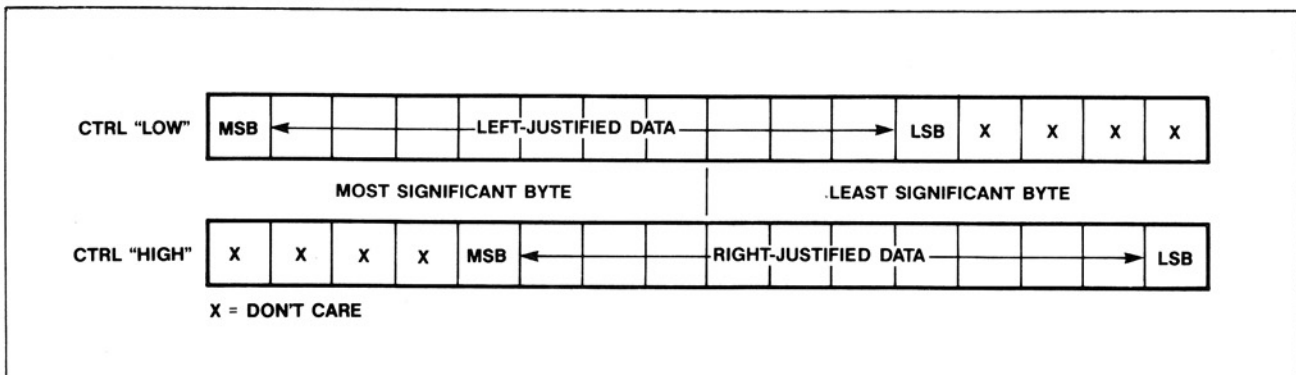 CTRL “LOW” MSB LEFT-JUSTIFIED DATA LSB X X X X
MOST SIGNIFICANT BYTE LEAST SIGNIFICANT BYTE
CTRL “HIGH” X X X X MSB RIGHT-JUSTIFIED DATA LSB
X = DON'T CARE